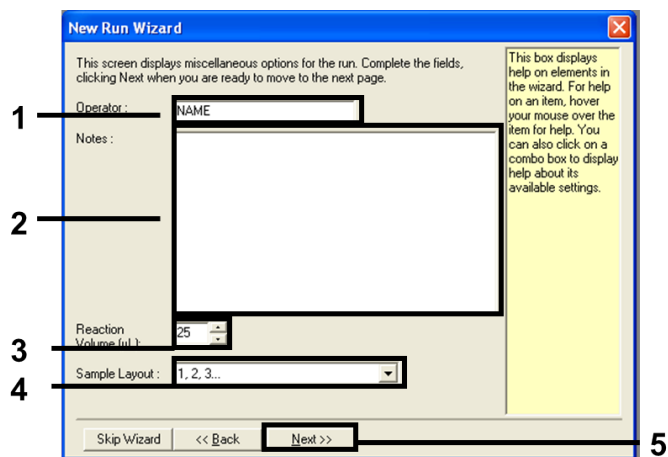 New Run Wizard
This screen displays miscellaneous options for the run. Complete the fields,
clicking Next when you are ready to move to the next page.
This box displays
help on elements in
the wizard. For help
on an item, hover
your mouse over the
item for help. You
can also click on a
combo box to display
help about its
available settings.
1
Operator :
NAME
Notes :
2
Reaction
Volume (µL):
25
3
Sample Layout :
1, 2, 3...
4
Skip Wizard
<< Back
Next >>
5